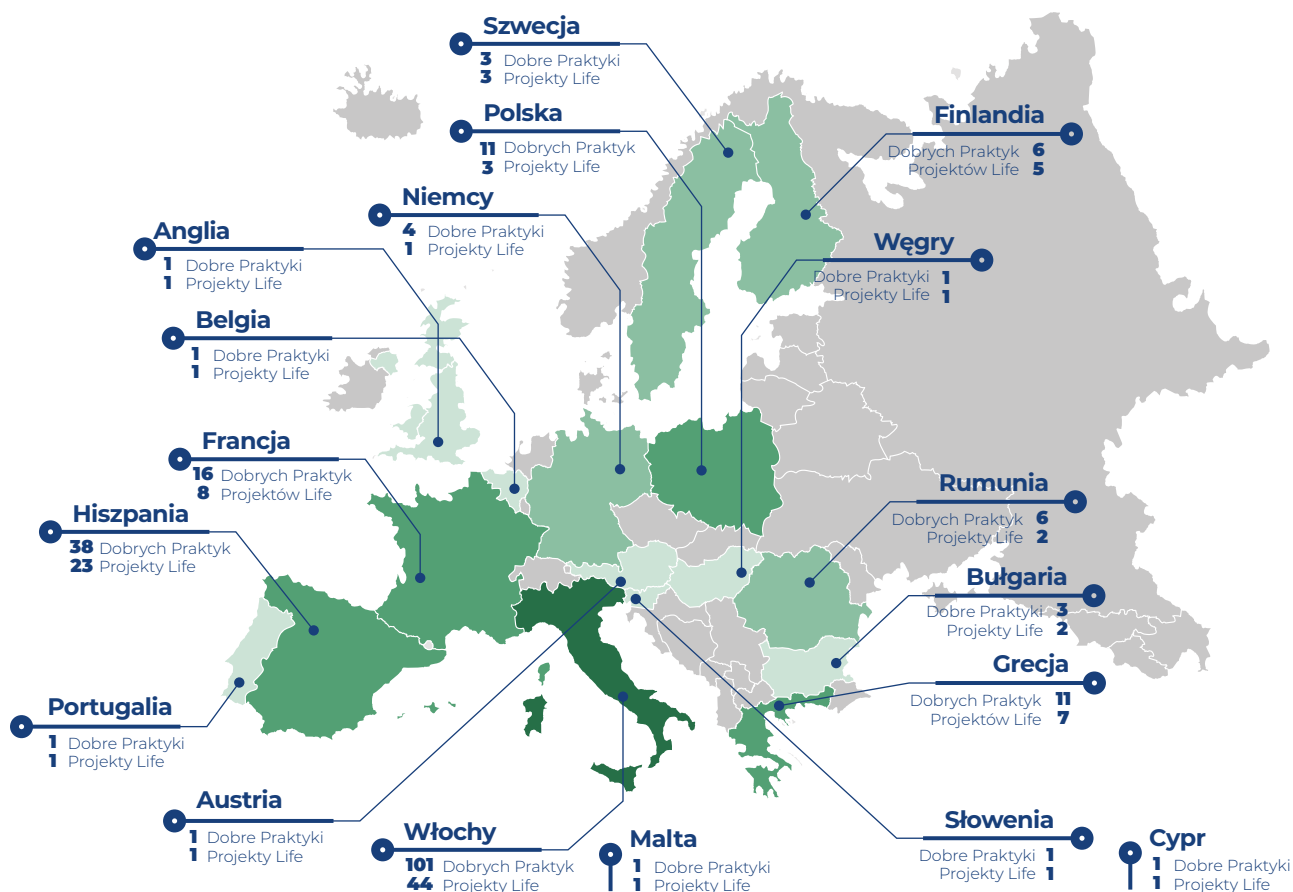 Szwecja
3 Dobre Praktyki
3 Projekty Life
Polska
11 Dobrych Praktyk
3 Projekty Life
Finlandia
Dobrych Praktyk 6
Projektów Life 5
Niemcy
4 Dobre Praktyki
1 Projekty Life
Anglia
1 Dobre Praktyki
1 Projekty Life
Węgry
Dobre Praktyki 1
Projekty Life 1
Belgia
1 Dobre Praktyki
1 Projekty Life
Francja
16 Dobrych Praktyk
8 Projektów Life
Hiszpania
38 Dobrych Praktyk
23 Projekty Life
Rumunia
Dobrych Praktyk 6
Projekty Life 2
Bułgaria
Dobre Praktyki 3
Projekty Life 2
Grecja
Dobrych Praktyk 11
Projektów Life 7
Portugalia
1 Dobre Praktyki
1 Projekty Life
Austria
1 Dobre Praktyki
1 Projekty Life
Włochy
101 Dobrych Praktyk
44 Projekty Life
Malta
1 Dobre Praktyki
1 Projekty Life
Słowenia
Dobre Praktyki 1
Projekty Life 1
Cypr
1 Dobre Praktyki
1 Projekty Life